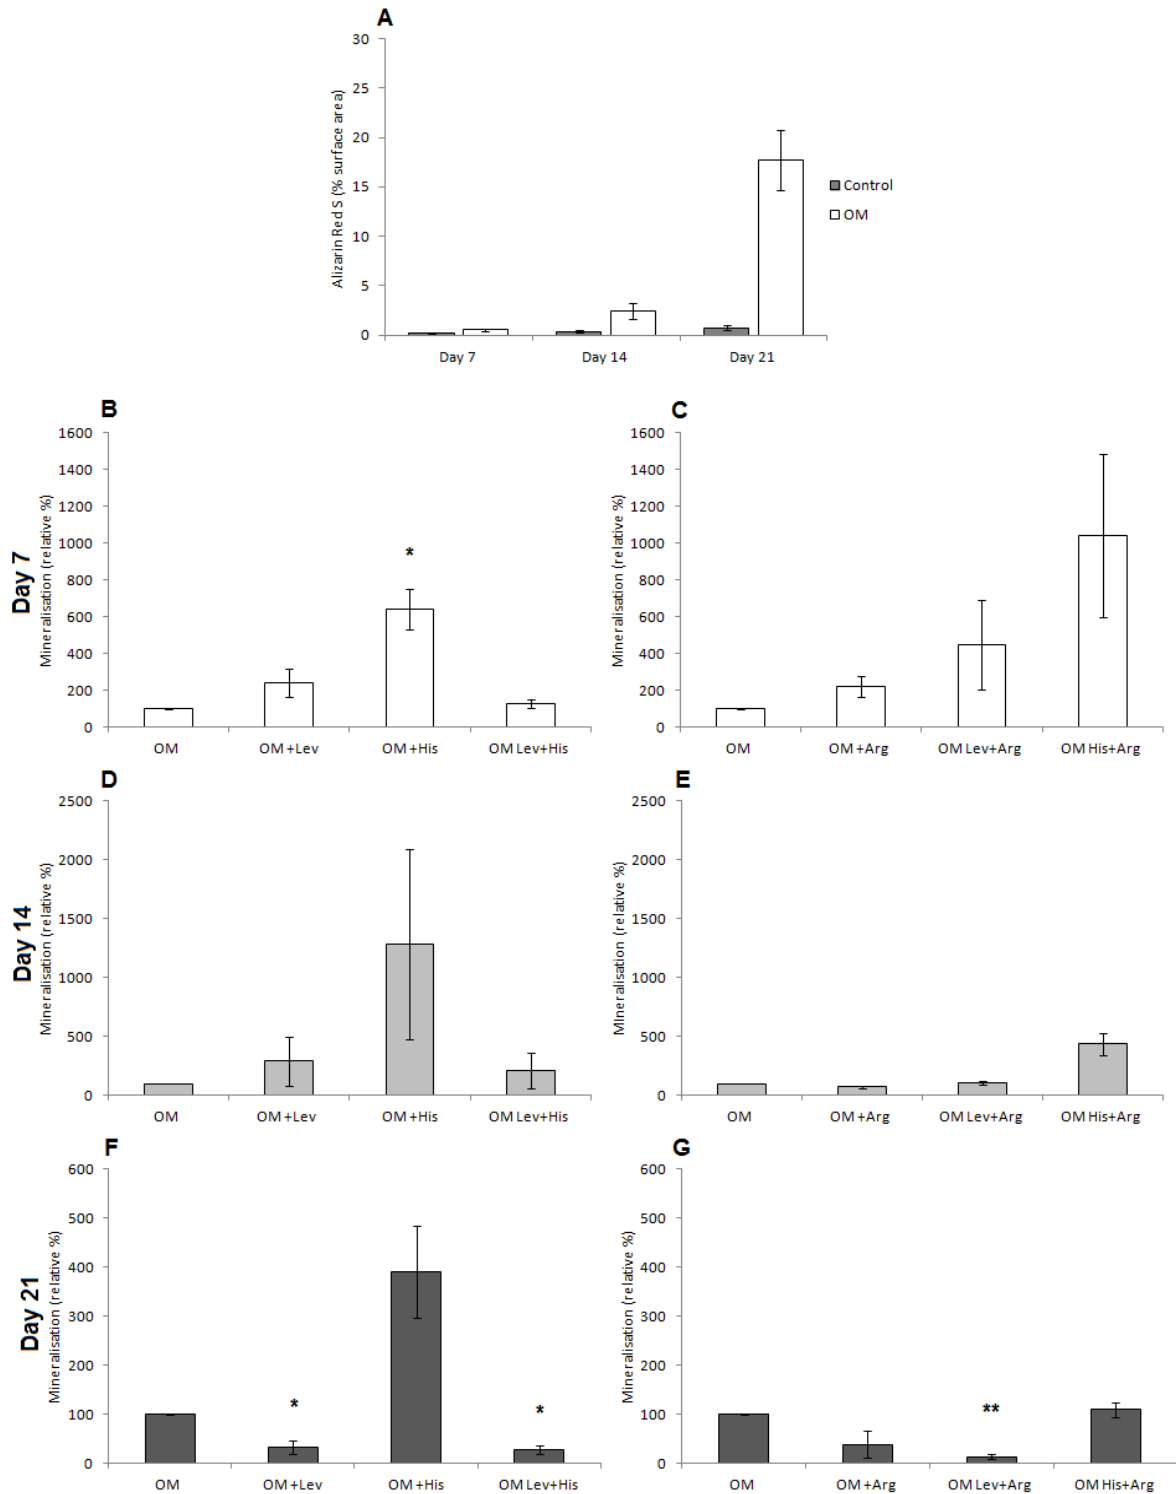 A
Alizarin Red S (% surface area)
30
25
20
15
10
5
0
Day 7
Day 14
Day 21
Control
OM
Day 7
B
Mineralisation (relative %)
1600
1400
1200
1000
800
600
400
200
0
*
OM
OM +Lev
OM +His
OM Lev+His
C
Mineralisation (relative %)
1600
1400
1200
1000
800
600
400
200
0
OM
OM +Arg
OM Lev+Arg
OM His+Arg
Day 14
D
Mineralisation (relative %)
2500
2000
1500
1000
500
0
OM
OM +Lev
OM +His
OM Lev+His
E
MIneralisation (relative %)
2500
2000
1500
1000
500
0
OM
OM +Arg
OM Lev+Arg
OM His+Arg
Day 21
F
Mineralisation (relative %)
600
500
400
300
200
100
0
*
*
OM
OM +Lev
OM +His
OM Lev+His
G
Mineralisation (relative %)
600
500
400
300
200
100
0
**
OM
OM +Arg
OM Lev+Arg
OM His+Arg